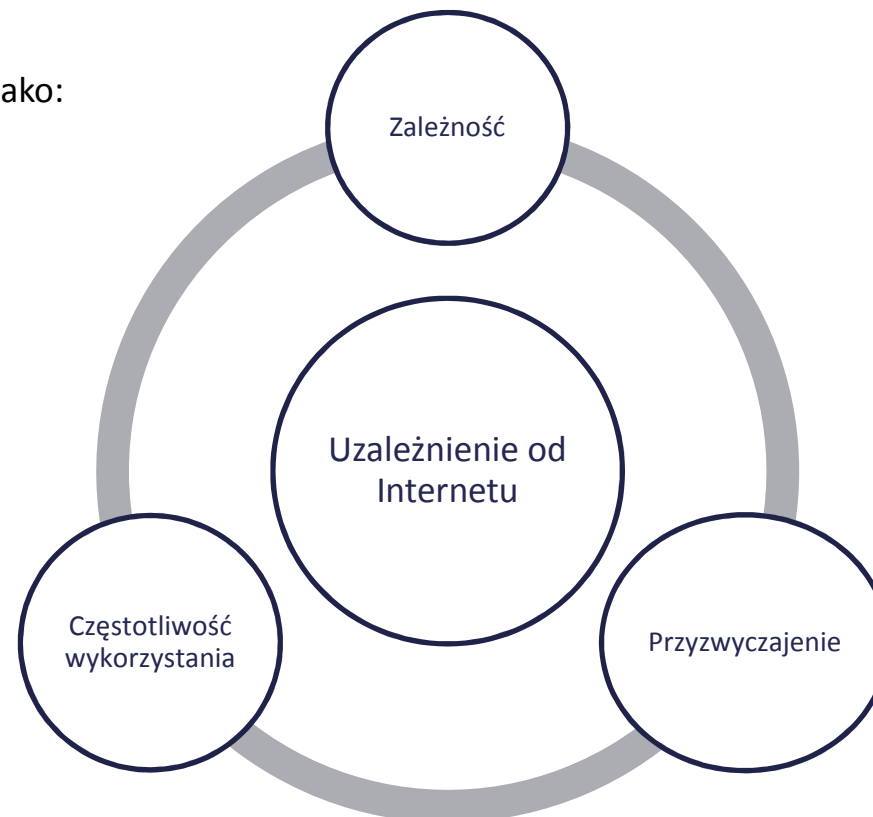 ako:
Zależność
Uzależnienie od
Internetu
Częstotliwość
wykorzystania
Przyzwyczajenie